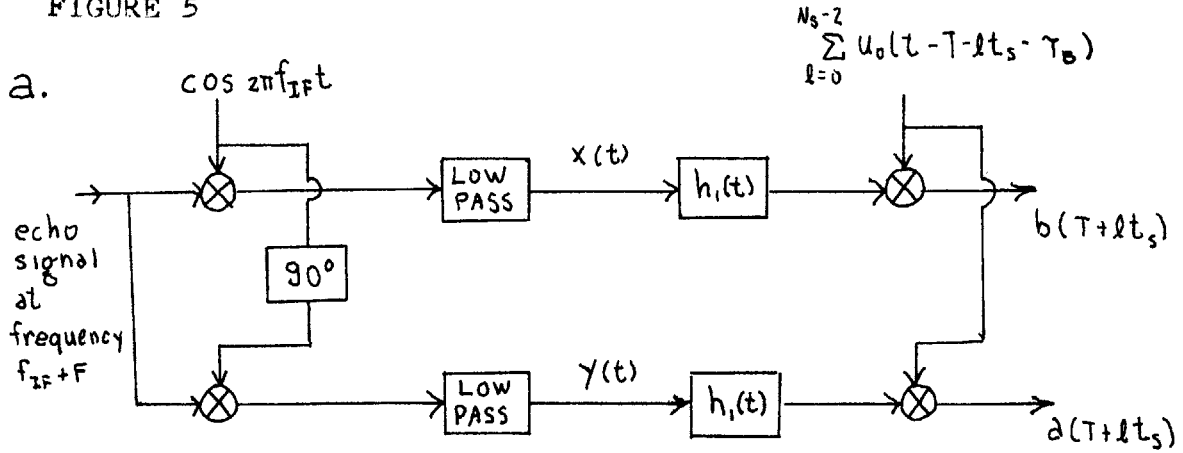 FIGURE 5
a.
cos 2πf_IF t
N_s-2
Σ u_o(t - T - lt_s - τ_B)
l=0
LOW
PASS
x(t)
h_1(t)
b(T+lt_s)
echo
signal
at
frequency
f_IF+F
90°
LOW
PASS
y(t)
h_1(t)
a(T+lt_s)